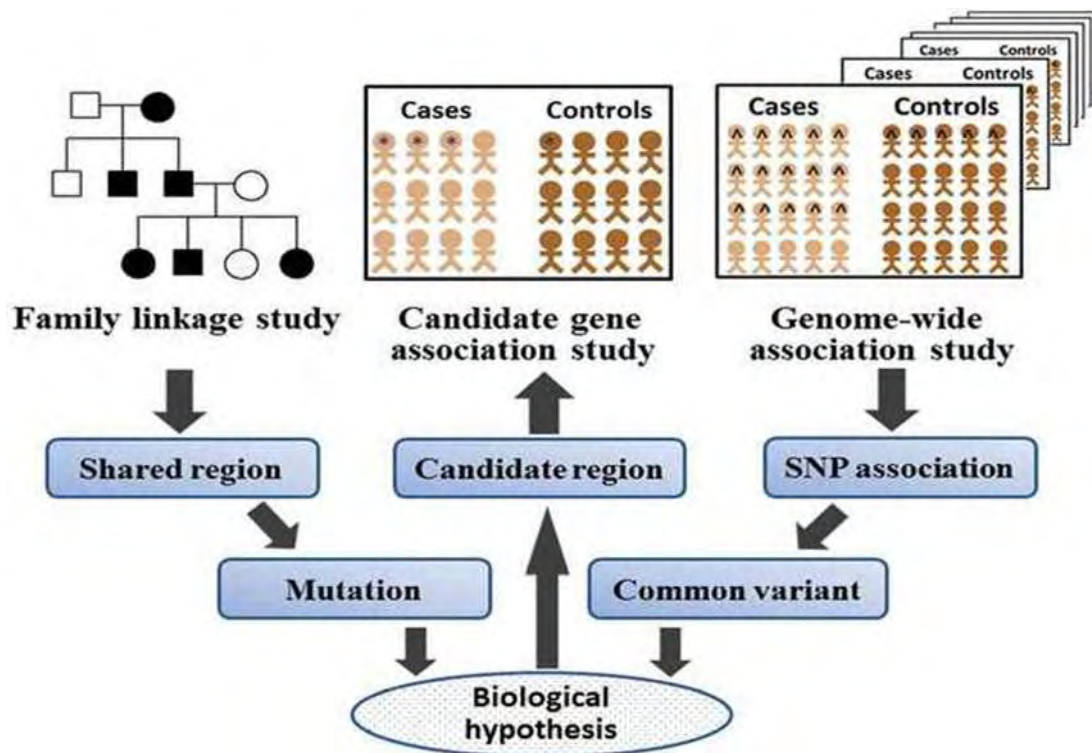 Cases Controls
Cases Controls
Cases Controls
Cases Controls
Family linkage study
Candidate gene
association study
Genome-wide
association study
Shared region
Candidate region
SNP association
Mutation
Common variant
Biological
hypothesis